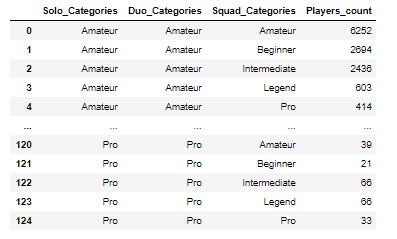 Solo_Categories Duo_Categories Squad_Categories Players_count
0 Amateur Amateur Amateur 6252
1 Amateur Amateur Beginner 2694
2 Amateur Amateur Intermediate 2436
3 Amateur Amateur Legend 603
4 Amateur Amateur Pro 414
... ... ... ... ...
120 Pro Pro Amateur 39
121 Pro Pro Beginner 21
122 Pro Pro Intermediate 66
123 Pro Pro Legend 66
124 Pro Pro Pro 33